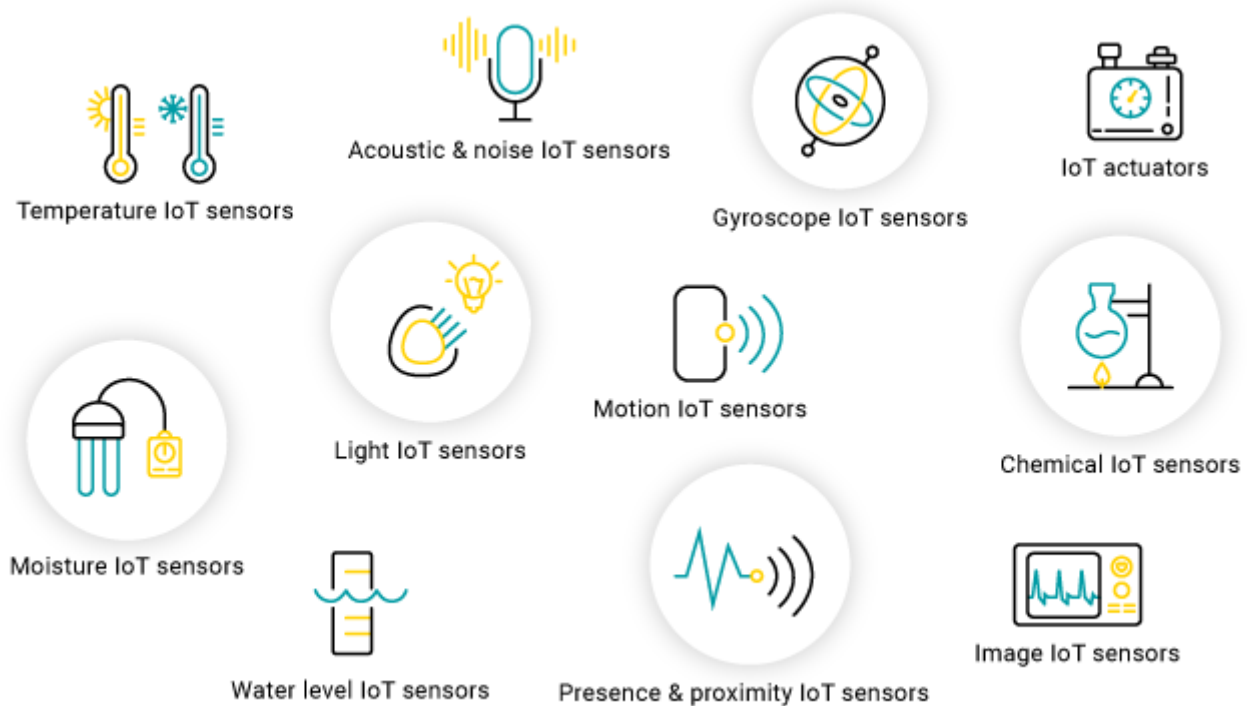 Acoustic & noise IoT sensors
IoT actuators
Temperature IoT sensors
Gyroscope IoT sensors
Motion IoT sensors
Light IoT sensors
Chemical IoT sensors
Moisture IoT sensors
Image IoT sensors
Water level IoT sensors
Presence & proximity IoT sensors